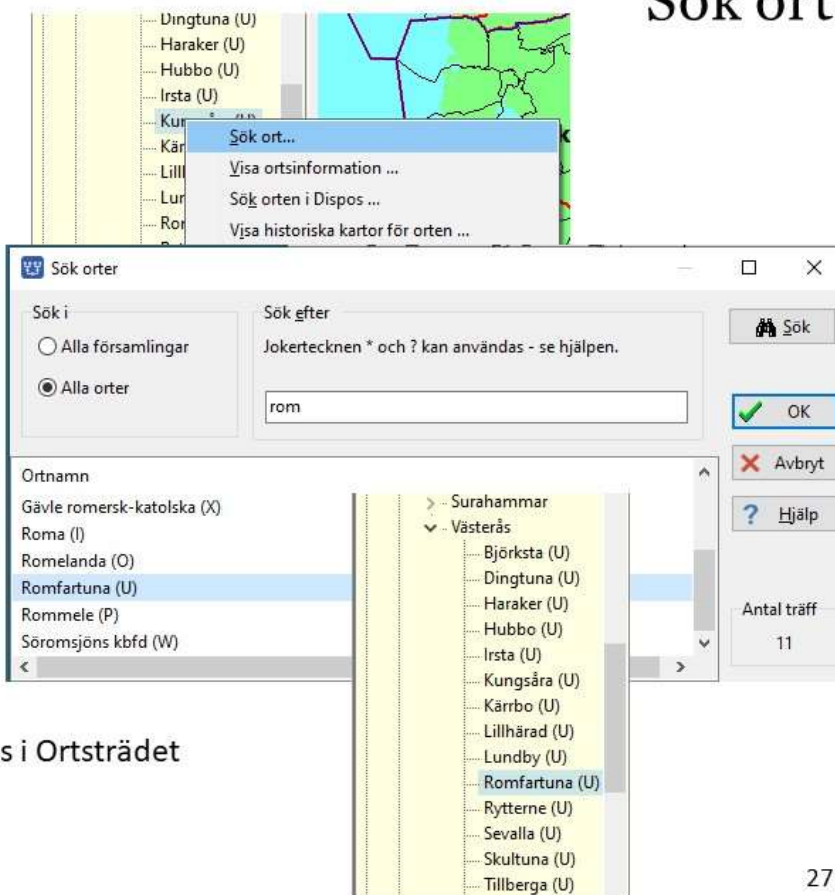 Sök ort
Dingtuna (U)
Haraker (U)
Hubbo (U)
Irsta (U)
Sök ort...
Visa ortsinformation ...
Sök orten i Dispos ...
Visa historiska kartor för orten ...
Sök orter
Sök i
Alla församlingar
Alla orter
Sök efter
Jokertecknen * och ? kan användas - se hjälpen.
rom
Sök
OK
Avbryt
Hjälp
Antal träff
11
Ortnamn
Gävle romersk-katolska (X)
Roma (I)
Romelanda (O)
Romfartuna (U)
Rommele (P)
Söromsjöns kbfd (W)
Surahammar
Västerås
Björksta (U)
Dingtuna (U)
Haraker (U)
Hubbo (U)
Irsta (U)
Kungsåra (U)
Kärrbo (U)
Lillhärad (U)
Lundby (U)
Romfartuna (U)
Rytterne (U)
Sevalla (U)
Skultuna (U)
Tillberga (U)
s i Ortsträdet
27